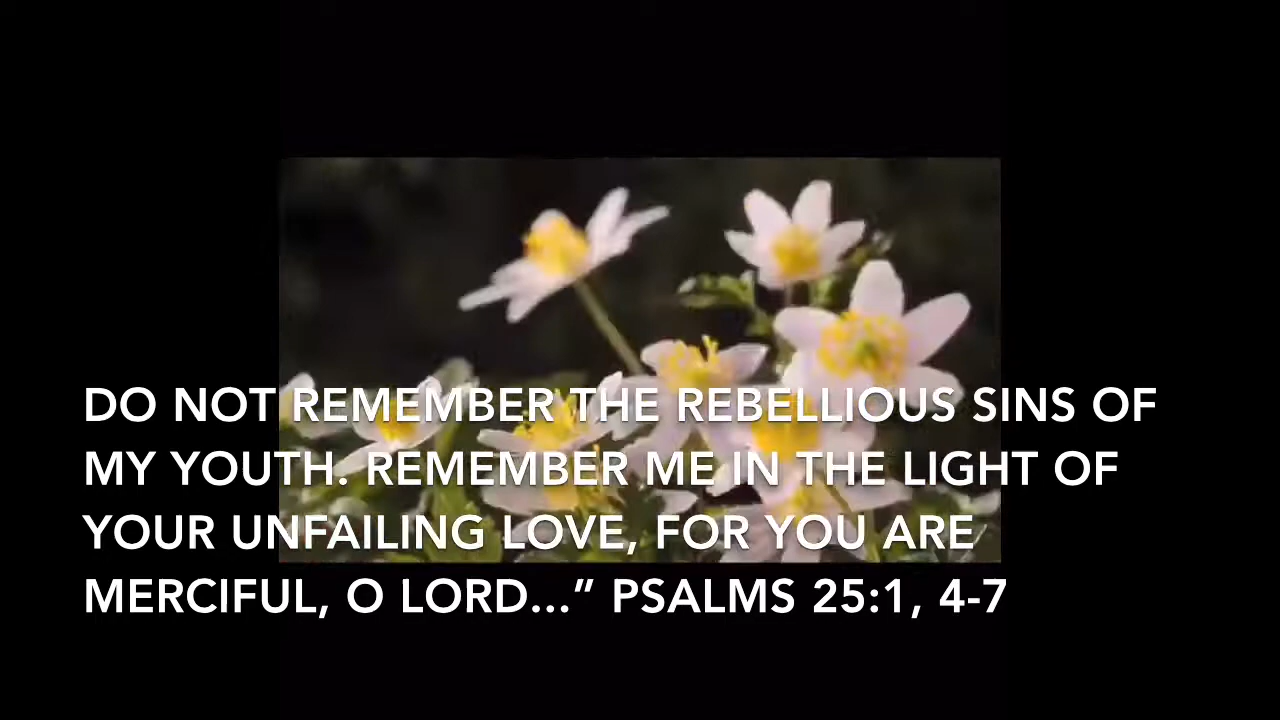 DO NOT REMEMBER THE REBELLIOUS SINS OF
MY YOUTH. REMEMBER ME IN THE LIGHT OF
YOUR UNFAILING LOVE, FOR YOU ARE
MERCIFUL, O LORD...” PSALMS 25:1, 4-7